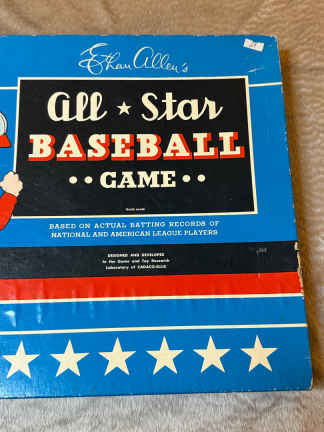 Ethan Allen's
All ★ Star
BASEBALL
•• GAME ••
BASED ON ACTUAL BATTING RECORDS OF
NATIONAL AND AMERICAN LEAGUE PLAYERS
DESIGNED AND DEVELOPED
in the Game and Toy Research
Laboratory of CADACO-ELLIS